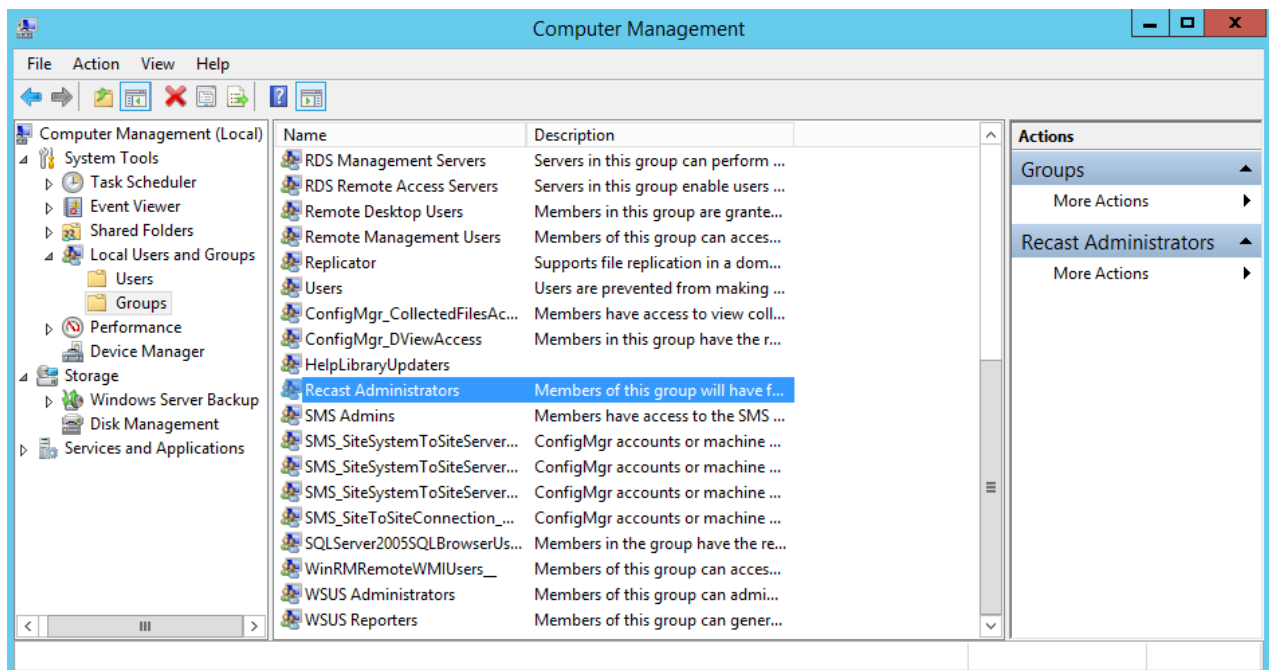 Computer Management
File Action View Help
Computer Management (Local)
System Tools
Task Scheduler
Event Viewer
Shared Folders
Local Users and Groups
Users
Groups
Performance
Device Manager
Storage
Windows Server Backup
Disk Management
Services and Applications
Name Description
RDS Management Servers Servers in this group can perform ...
RDS Remote Access Servers Servers in this group enable users ...
Remote Desktop Users Members in this group are grante...
Remote Management Users Members of this group can acces...
Replicator Supports file replication in a dom...
Users Users are prevented from making ...
ConfigMgr_CollectedFilesAc... Members have access to view coll...
ConfigMgr_DViewAccess Members in this group have the r...
HelpLibraryUpdaters
Recast Administrators Members of this group will have f...
SMS Admins Members have access to the SMS ...
SMS_SiteSystemToSiteServer... ConfigMgr accounts or machine ...
SMS_SiteSystemToSiteServer... ConfigMgr accounts or machine ...
SMS_SiteSystemToSiteServer... ConfigMgr accounts or machine ...
SMS_SiteToSiteConnection_... ConfigMgr accounts or machine ...
SQLServer2005SQLBrowserUs... Members in the group have the re...
WinRMRemoteWMIUsers__ Members of this group can acces...
WSUS Administrators Members of this group can admi...
WSUS Reporters Members of this group can gener...
Actions
Groups
More Actions
Recast Administrators
More Actions